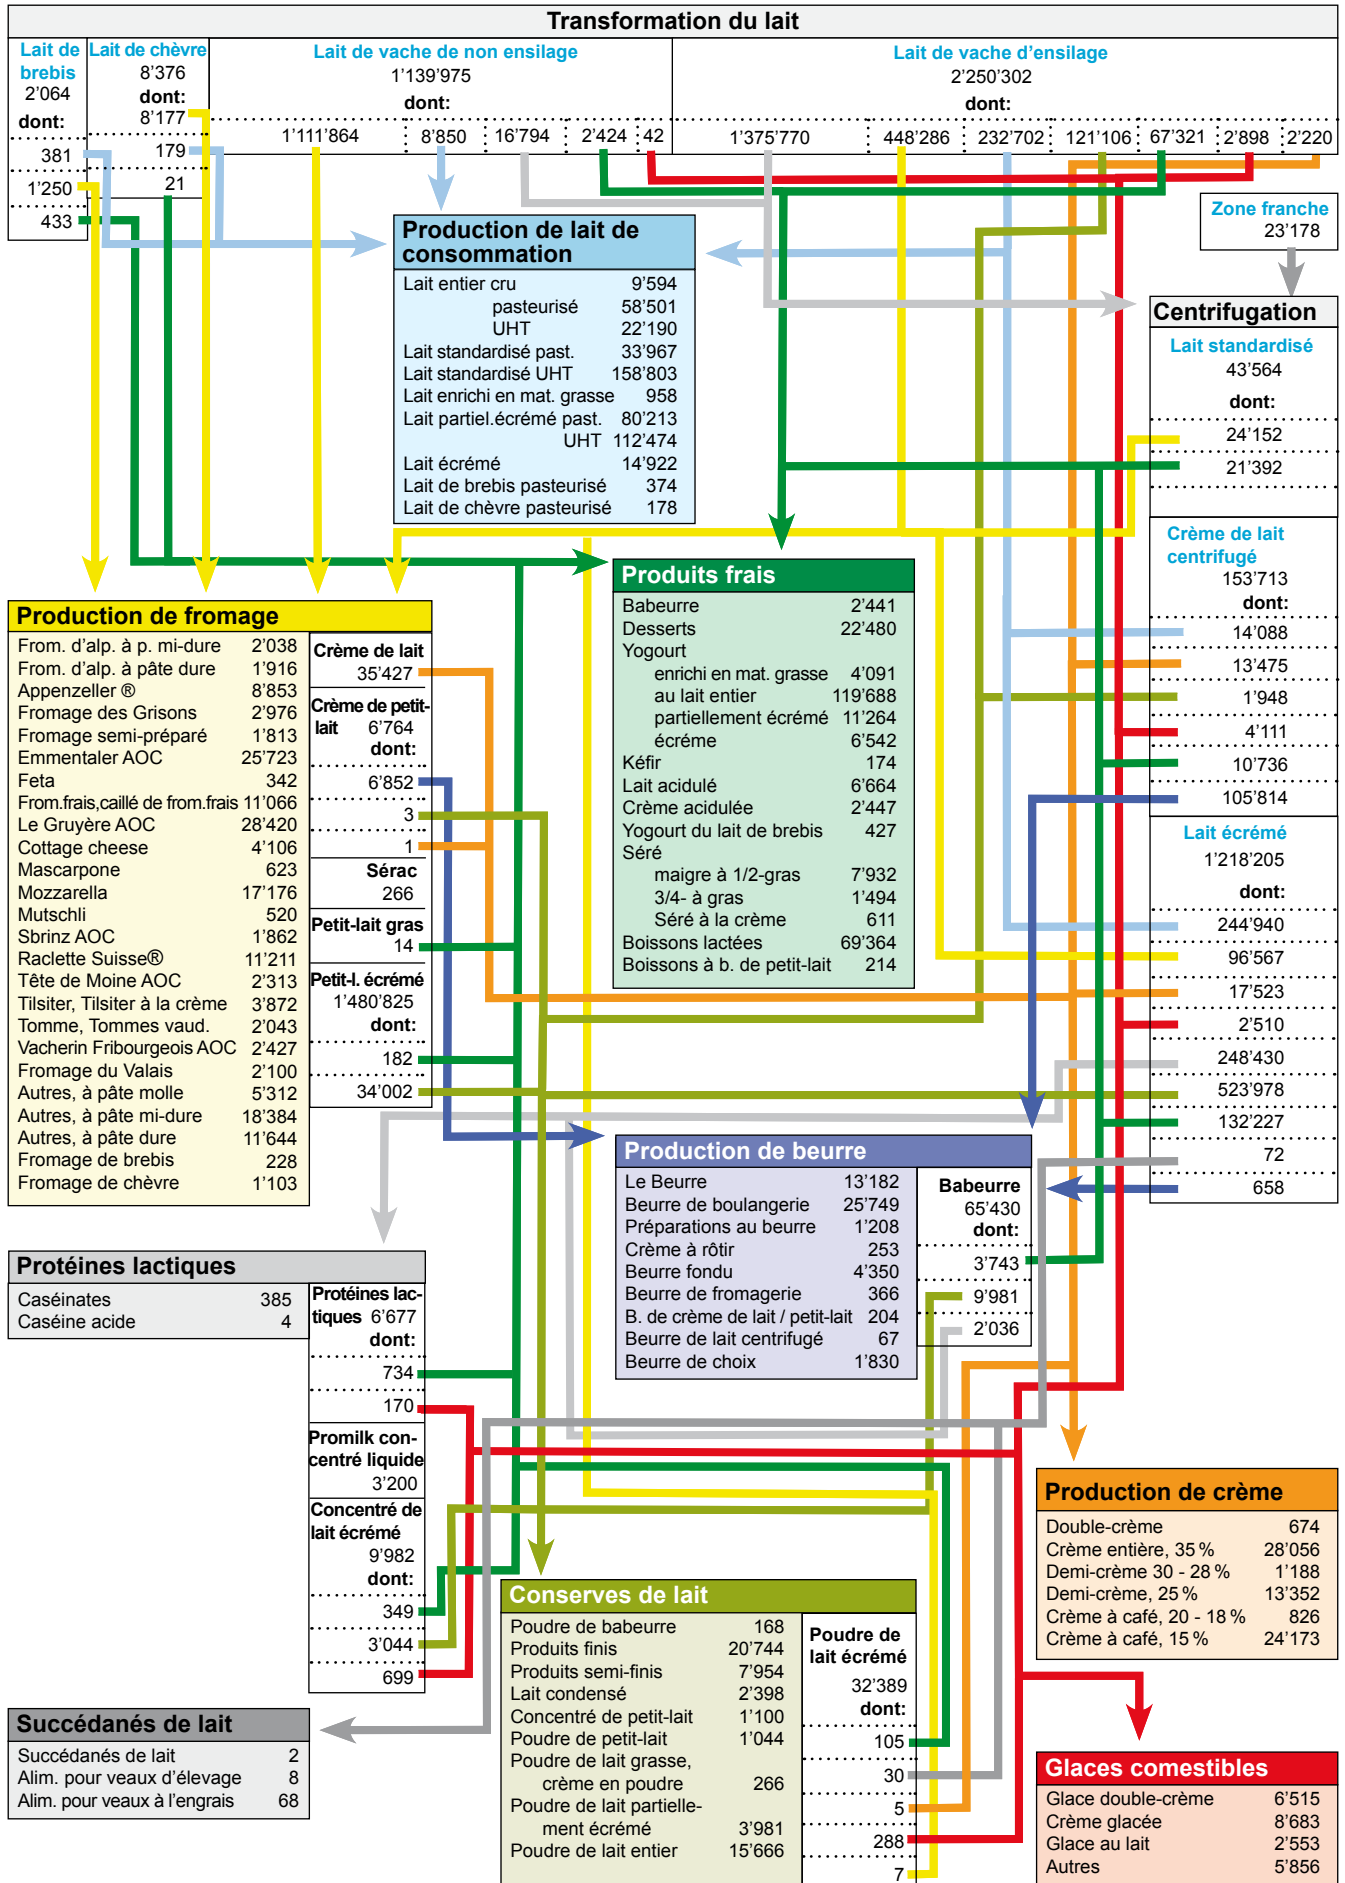 Transformation du lait
Lait de brebis
2’064
dont:
381
1’250
433
Lait de chèvre
8’376
dont:
8’177
179
21
Lait de vache de non ensilage
1’139’975
dont:
1’111’864 8’850 16’794 2’424 42
Lait de vache d’ensilage
2’250’302
dont:
1’375’770 448’286 232’702 121’106 67’321 2’898 2’220
Zone franche
23’178
Production de lait de
consommation
Lait entier cru 9’594
pasteurisé 58’501
UHT 22’190
Lait standardisé past. 33’967
Lait standardisé UHT 158’803
Lait enrichi en mat. grasse 958
Lait partiel.écrémé past. 80’213
UHT 112’474
Lait écrémé 14’922
Lait de brebis pasteurisé 374
Lait de chèvre pasteurisé 178
Centrifugation
Lait standardisé
43’564
dont:
24’152
21’392
Crème de lait
centrifugé
153’713
dont:
14’088
13’475
1’948
4’111
10’736
105’814
Lait écrémé
1’218’205
dont:
244’940
96’567
17’523
2’510
248’430
523’978
132’227
72
658
Production de fromage
From. d’alp. à p. mi-dure 2’038
From. d’alp. à pâte dure 1’916
Appenzeller ® 8’853
Fromage des Grisons 2’976
Fromage semi-préparé 1’813
Emmentaler AOC 25’723
Feta 342
From.frais,caillé de from.frais 11’066
Le Gruyère AOC 28’420
Cottage cheese 4’106
Mascarpone 623
Mozzarella 17’176
Mutschli 520
Sbrinz AOC 1’862
Raclette Suisse® 11’211
Tête de Moine AOC 2’313
Tilsiter, Tilsiter à la crème 3’872
Tomme, Tommes vaud. 2’043
Vacherin Fribourgeois AOC 2’427
Fromage du Valais 2’100
Autres, à pâte molle 5’312
Autres, à pâte mi-dure 18’384
Autres, à pâte dure 11’644
Fromage de brebis 228
Fromage de chèvre 1’103
Crème de lait
35’427
Crème de petit-
lait 6’764
dont:
6’852
3
1
Sérac
266
Petit-lait gras
14
Petit-l. écrémé
1’480’825
dont:
182
34’002
Produits frais
Babeurre 2’441
Desserts 22’480
Yogourt
enrichi en mat. grasse 4’091
au lait entier 119’688
partiellement écrémé 11’264
écréme 6’542
Kéfir 174
Lait acidulé 6’664
Crème acidulée 2’447
Yogourt du lait de brebis 427
Séré
maigre à 1/2-gras 7’932
3/4- à gras 1’494
Séré à la crème 611
Boissons lactées 69’364
Boissons à b. de petit-lait 214
Production de beurre
Le Beurre 13’182
Beurre de boulangerie 25’749
Préparations au beurre 1’208
Crème à rôtir 253
Beurre fondu 4’350
Beurre de fromagerie 366
B. de crème de lait / petit-lait 204
Beurre de lait centrifugé 67
Beurre de choix 1’830
Babeurre
65’430
dont:
3’743
9’981
2’036
Protéines lactiques
Caséinates 385
Caséine acide 4
Protéines lac-
tiques 6’677
dont:
734
170
Promilk con-
centré liquide
3’200
Concentré de
lait écrémé
9’982
dont:
349
3’044
699
Production de crème
Double-crème 674
Crème entière, 35 % 28’056
Demi-crème 30 - 28 % 1’188
Demi-crème, 25 % 13’352
Crème à café, 20 - 18 % 826
Crème à café, 15 % 24’173
Conserves de lait
Poudre de babeurre 168
Produits finis 20’744
Produits semi-finis 7’954
Lait condensé 2’398
Concentré de petit-lait 1’100
Poudre de petit-lait 1’044
Poudre de lait grasse,
crème en poudre 266
Poudre de lait partielle-
ment écrémé 3’981
Poudre de lait entier 15’666
Poudre de
lait écrémé
32’389
dont:
105
30
5
288
7
Succédanés de lait
Succédanés de lait 2
Alim. pour veaux d’élevage 8
Alim. pour veaux à l’engrais 68
Glaces comestibles
Glace double-crème 6’515
Crème glacée 8’683
Glace au lait 2’553
Autres 5’856